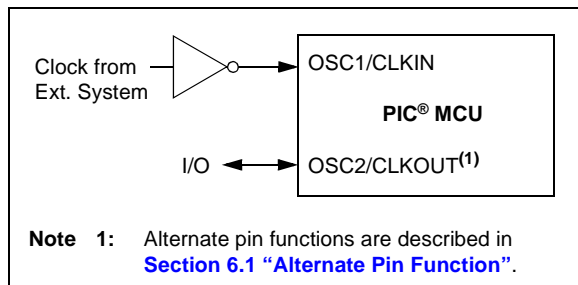 Clock from
Ext. System
OSC1/CLKIN
PIC® MCU
I/O
OSC2/CLKOUT(1)
Note 1: Alternate pin functions are described in
Section 6.1 “Alternate Pin Function”.